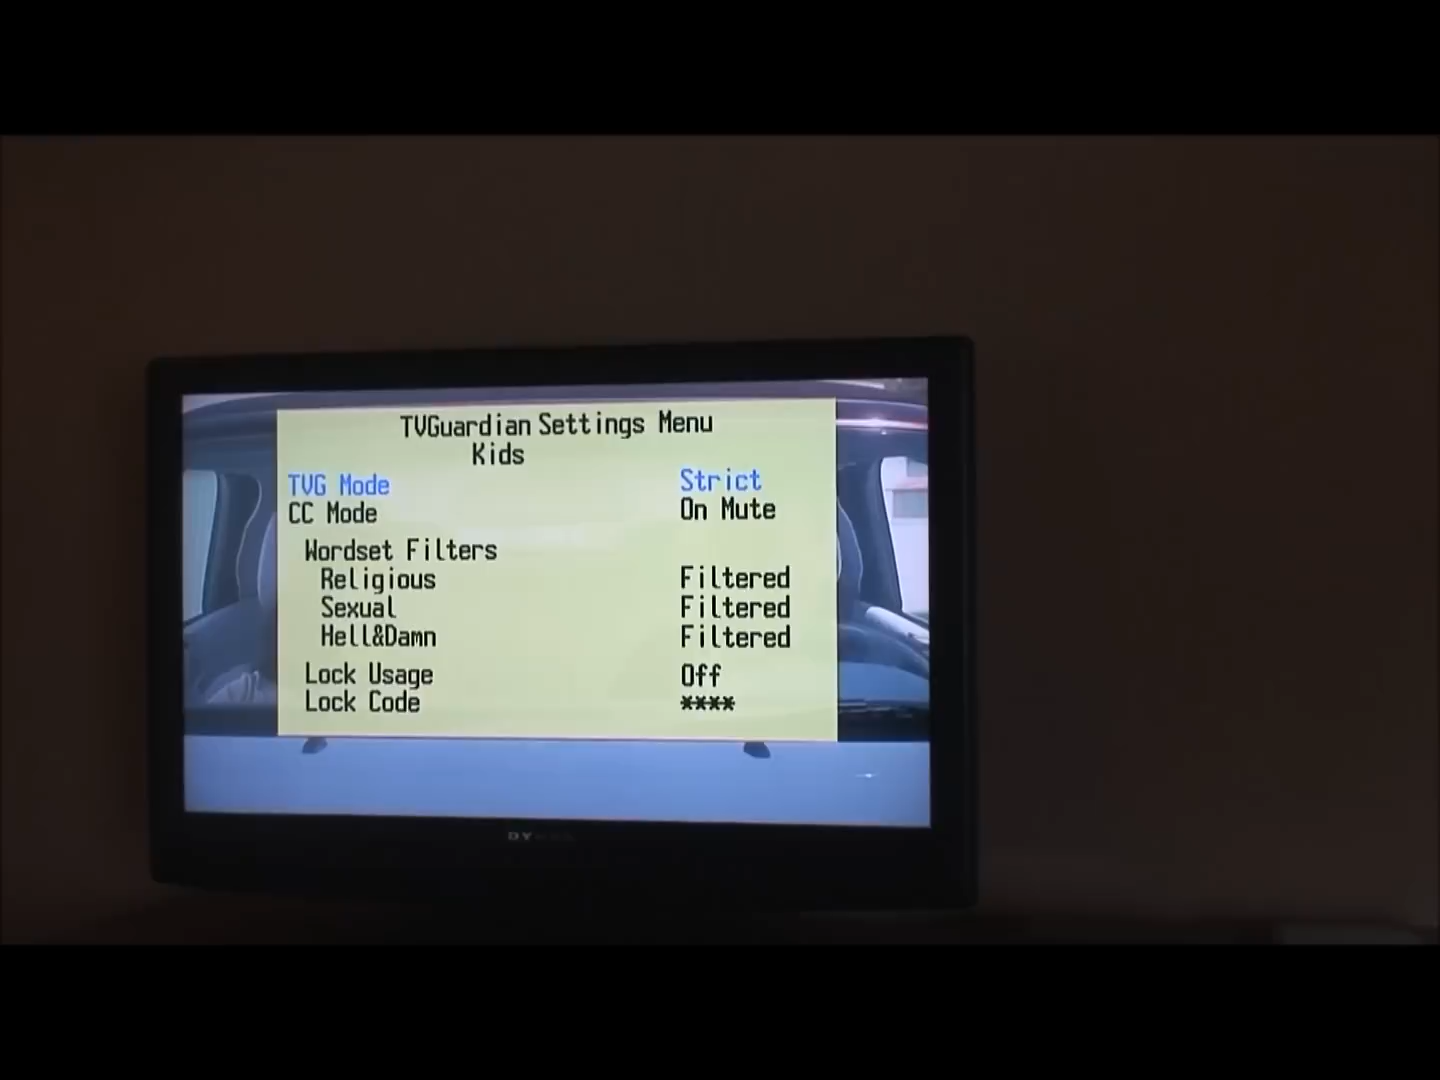 TVGuardian Settings Menu
Kids
TVG Mode Strict
CC Mode On Mute
Wordset Filters
Religious Filtered
Sexual Filtered
Hell&Damn Filtered
Lock Usage Off
Lock Code ****